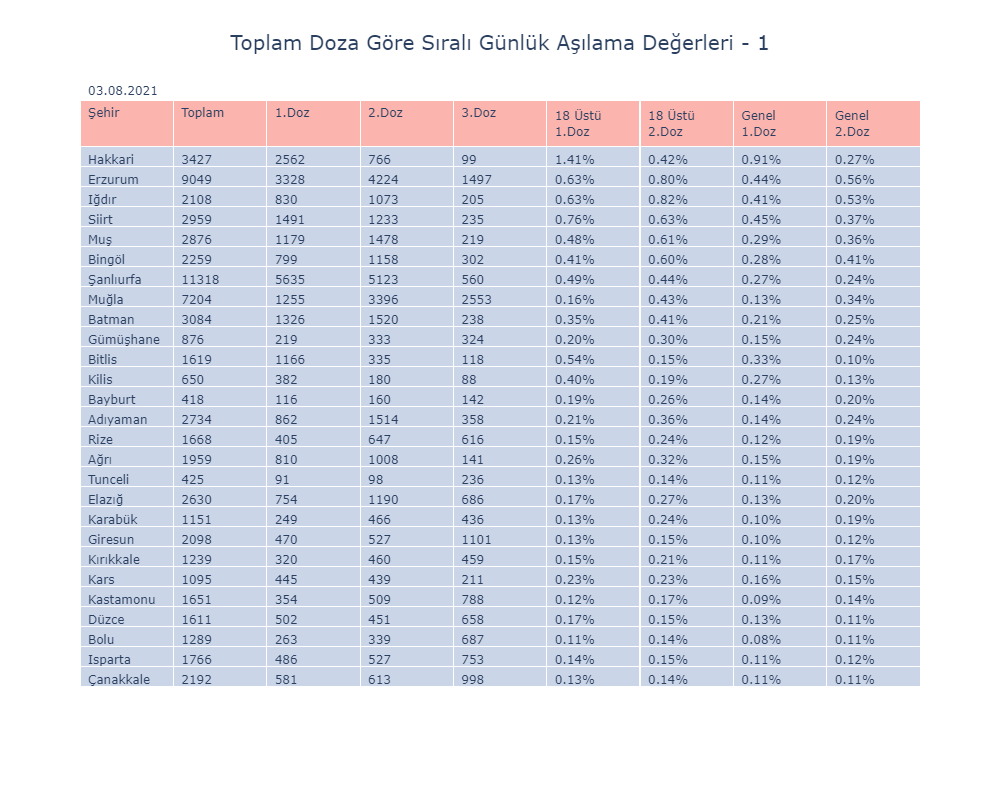 Toplam Doza Göre Sıralı Günlük Aşılama Değerleri - 1
03.08.2021
Şehir Toplam 1.Doz 2.Doz 3.Doz 18 Üstü 1.Doz 18 Üstü 2.Doz Genel 1.Doz Genel 2.Doz
Hakkari 3427 2562 766 99 1.41% 0.42% 0.91% 0.27%
Erzurum 9049 3328 4224 1497 0.63% 0.80% 0.44% 0.56%
Iğdır 2108 830 1073 205 0.63% 0.82% 0.41% 0.53%
Siirt 2959 1491 1233 235 0.76% 0.63% 0.45% 0.37%
Muş 2876 1179 1478 219 0.48% 0.61% 0.29% 0.36%
Bingöl 2259 799 1158 302 0.41% 0.60% 0.28% 0.41%
Şanlıurfa 11318 5635 5123 560 0.49% 0.44% 0.27% 0.24%
Muğla 7204 1255 3396 2553 0.16% 0.43% 0.13% 0.34%
Batman 3084 1326 1520 238 0.35% 0.41% 0.21% 0.25%
Gümüşhane 876 219 333 324 0.20% 0.30% 0.15% 0.24%
Bitlis 1619 1166 335 118 0.54% 0.15% 0.33% 0.10%
Kilis 650 382 180 88 0.40% 0.19% 0.27% 0.13%
Bayburt 418 116 160 142 0.19% 0.26% 0.14% 0.20%
Adıyaman 2734 862 1514 358 0.21% 0.36% 0.14% 0.24%
Rize 1668 405 647 616 0.15% 0.24% 0.12% 0.19%
Ağrı 1959 810 1008 141 0.26% 0.32% 0.15% 0.19%
Tunceli 425 91 98 236 0.13% 0.14% 0.11% 0.12%
Elazığ 2630 754 1190 686 0.17% 0.27% 0.13% 0.20%
Karabük 1151 249 466 436 0.13% 0.24% 0.10% 0.19%
Giresun 2098 470 527 1101 0.13% 0.15% 0.10% 0.12%
Kırıkkale 1239 320 460 459 0.15% 0.21% 0.11% 0.17%
Kars 1095 445 439 211 0.23% 0.23% 0.16% 0.15%
Kastamonu 1651 354 509 788 0.12% 0.17% 0.09% 0.14%
Düzce 1611 502 451 658 0.17% 0.15% 0.13% 0.11%
Bolu 1289 263 339 687 0.11% 0.14% 0.08% 0.11%
Isparta 1766 486 527 753 0.14% 0.15% 0.11% 0.12%
Çanakkale 2192 581 613 998 0.13% 0.14% 0.11% 0.11%